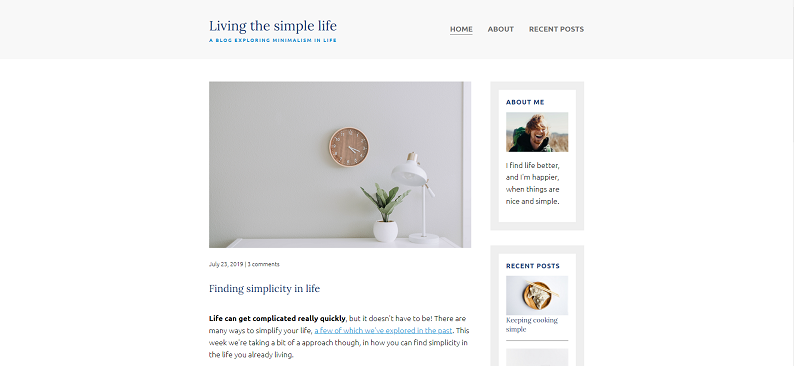 Living the simple life
A BLOG EXPLORING MINIMALISM IN LIFE
HOME ABOUT RECENT POSTS
July 23, 2019 | 3 comments
Finding simplicity in life
Life can get complicated really quickly, but it doesn't have to be! There are
many ways to simplify your life, a few of which we've explored in the past. This
week we're taking a bit of a approach though, in how you can find simplicity in
the life you already living.
ABOUT ME
I find life better,
and I'm happier,
when things are
nice and simple.
RECENT POSTS
Keeping cooking
simple